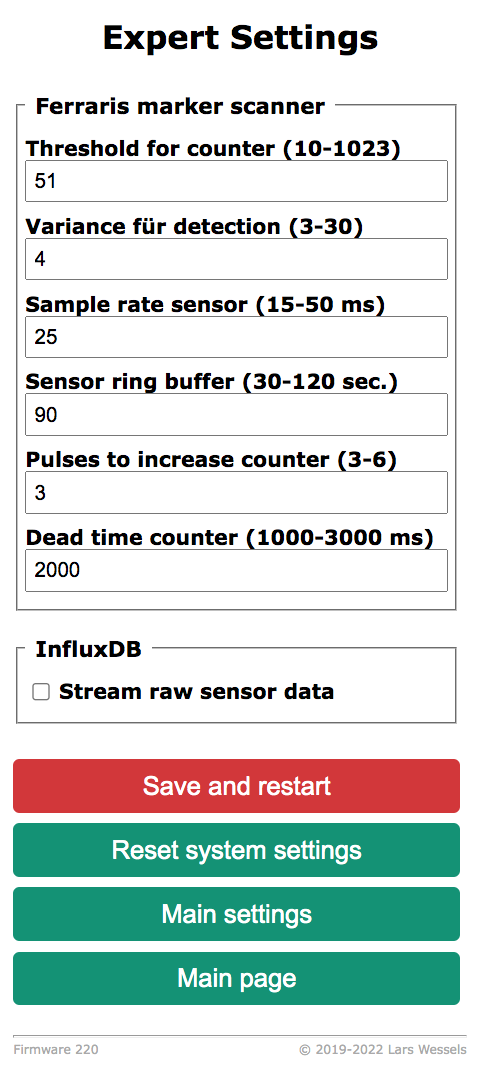 Expert Settings
Ferraris marker scanner
Threshold for counter (10-1023)
51
Variance für detection (3-30)
4
Sample rate sensor (15-50 ms)
25
Sensor ring buffer (30-120 sec.)
90
Pulses to increase counter (3-6)
3
Dead time counter (1000-3000 ms)
2000
InfluxDB
Stream raw sensor data
Save and restart
Reset system settings
Main settings
Main page
Firmware 220 © 2019-2022 Lars Wessels